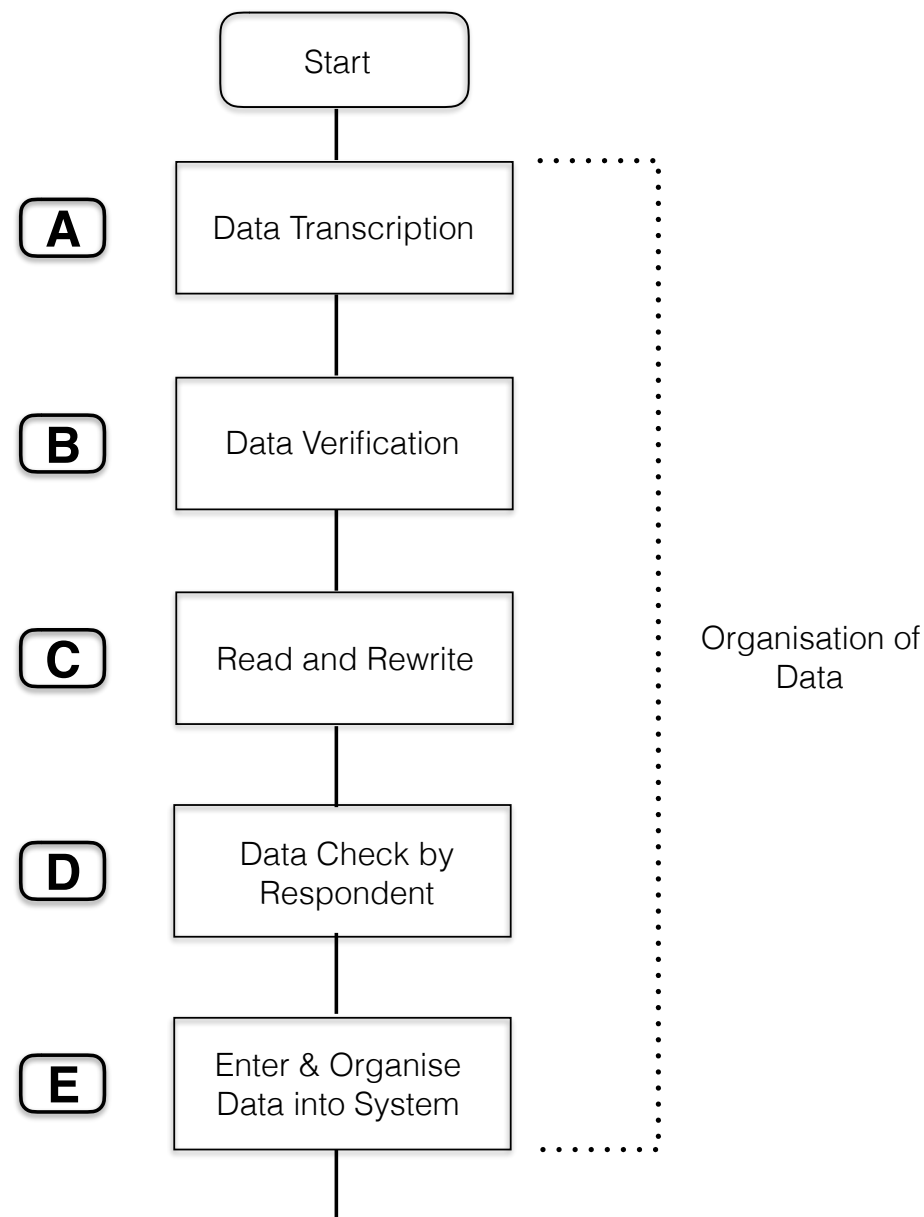 Start
A
Data Transcription
B
Data Verification
C
Read and Rewrite
Organisation of
Data
D
Data Check by
Respondent
E
Enter & Organise
Data into System